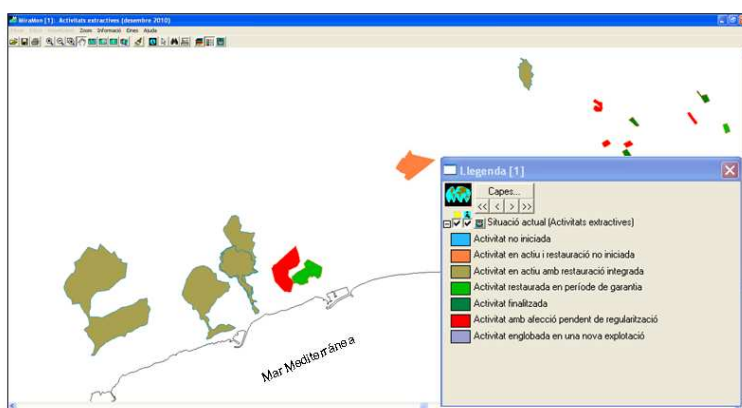 MiraMon [1]: Activitats extractives (desembre 2010)
Zoom Informació Eines Ajuda
Llegenda [1]
Capes...
<< < > >>
Situació actual (Activitats extractives)
Activitat no iniciada
Activitat en actiu i restauració no iniciada
Activitat en actiu amb restauració integrada
Activitat restaurada en període de garantia
Activitat finalitzada
Activitat amb afecció pendent de regularització
Activitat englobada en una nova explotació
Mar Mediterránea